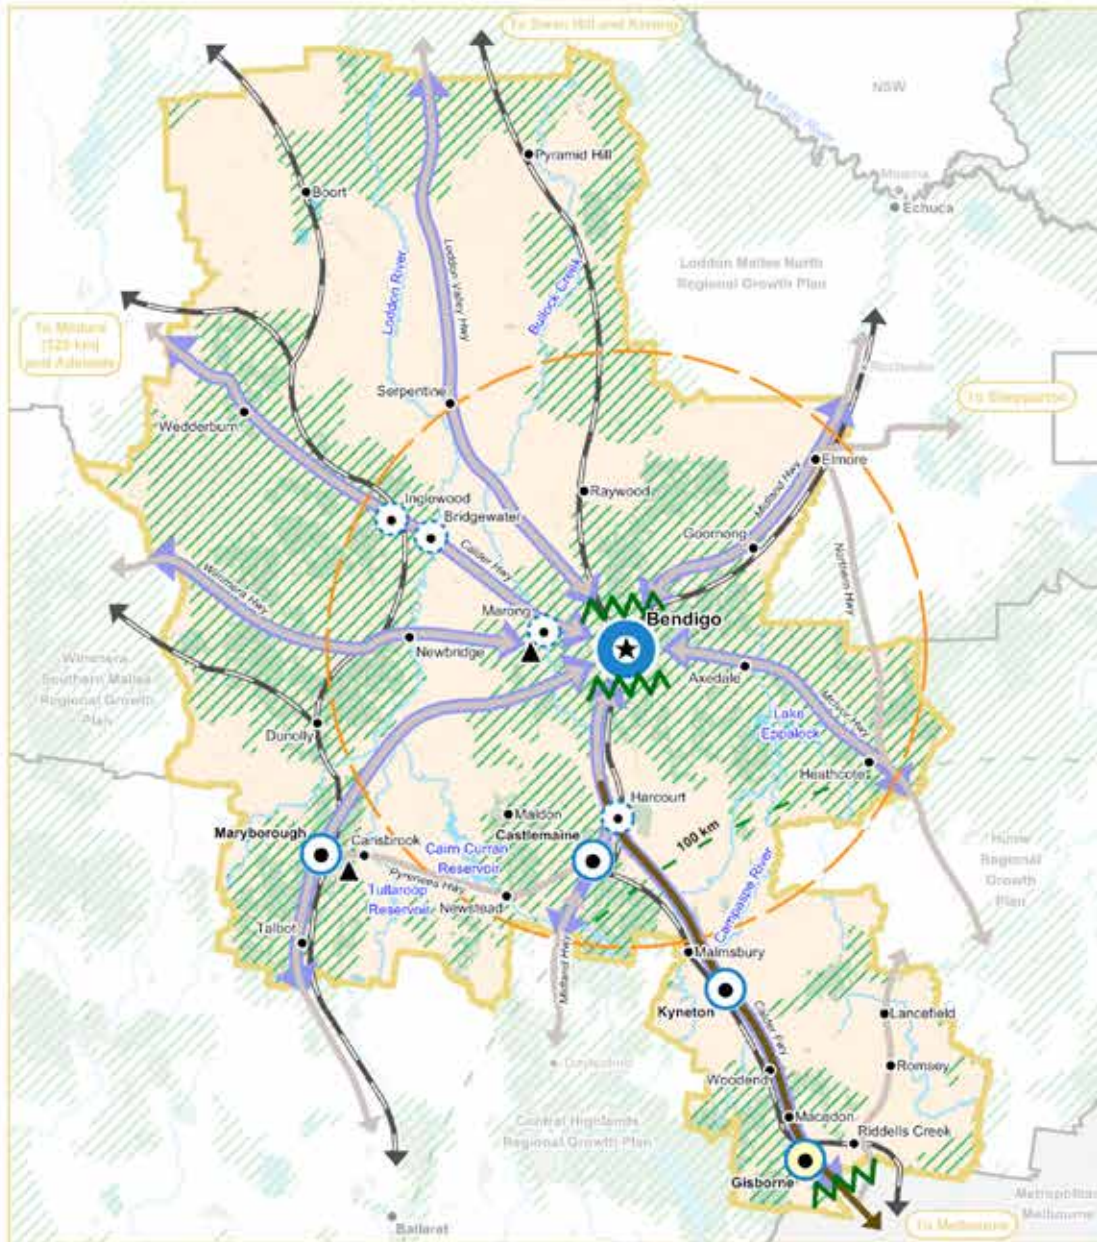 To Swan Hill and Kerang
NSW
Murray River
Pyramid Hill
Moama
Echuca
Boort
Loddon Mallee North
Regional Growth Plan
Loddon River
Loddon Valley Hwy
Bullock Creek
To Mildura
and Adelaide
Rochester
To Shepparton
Serpentine
Wedderburn
Elmore
Midland Hwy
Inglewood
Bridgewater
Raywood
Goornong
Calder Hwy
Northern Hwy
Wimmera Hwy
Marong
Bendigo
Newbridge
Axedale
Wimmera
Southern Mallee
Regional Growth
Plan
McIvor Hwy
Lake
Eppalock
Dunolly
Heathcote
Harcourt
Maldon
Maryborough
Castlemaine
100 km
Carisbrook
Cairn Curran
Reservoir
Pyrenees Hwy
Tullaroop
Reservoir
Newstead
Campaspe River
Hume
Regional
Growth
Plan
Talbot
Midland Hwy
Malmsbury
Kyneton
Lancefield
Calder Fwy
Daylesford
Woodend
Romsey
Macedon
Central Highlands
Regional Growth Plan
Riddells Creek
Gisborne
Metropolitan
Melbourne
Ballarat
To Melbourne